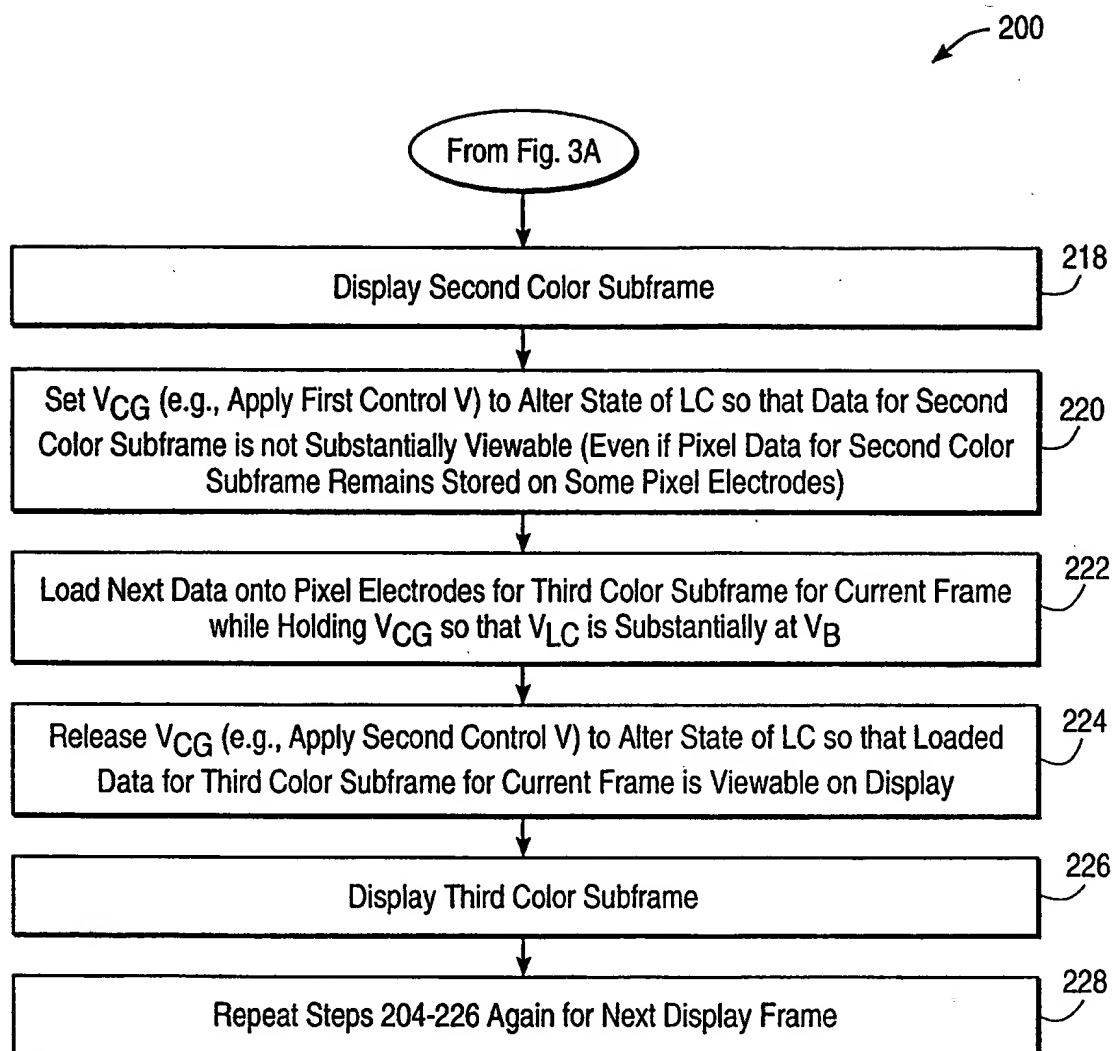 200
From Fig. 3A
Display Second Color Subframe
218
Set VCG (e.g., Apply First Control V) to Alter State of LC so that Data for Second
Color Subframe is not Substantially Viewable (Even if Pixel Data for Second Color
Subframe Remains Stored on Some Pixel Electrodes)
220
Load Next Data onto Pixel Electrodes for Third Color Subframe for Current Frame
while Holding VCG so that VLC is Substantially at VB
222
Release VCG (e.g., Apply Second Control V) to Alter State of LC so that Loaded
Data for Third Color Subframe for Current Frame is Viewable on Display
224
Display Third Color Subframe
226
Repeat Steps 204-226 Again for Next Display Frame
228